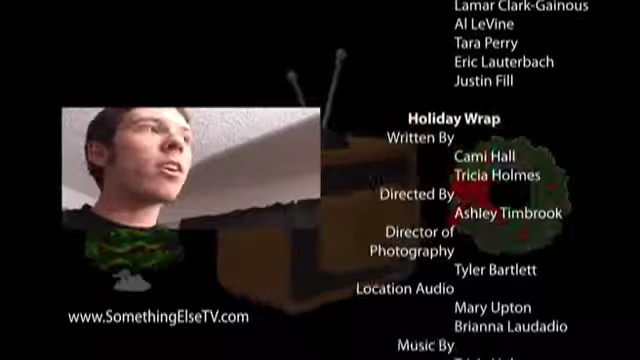 Lamar Clark-Gainous
Al LeVine
Tara Perry
Eric Lauterbach
Justin Fill
Holiday Wrap
Written By
Cami Hall
Tricia Holmes
Directed By
Ashley Timbrook
Director of
Photography
Tyler Bartlett
Location Audio
Mary Upton
Brianna Laudadio
Music By
www.SomethingElseTV.com